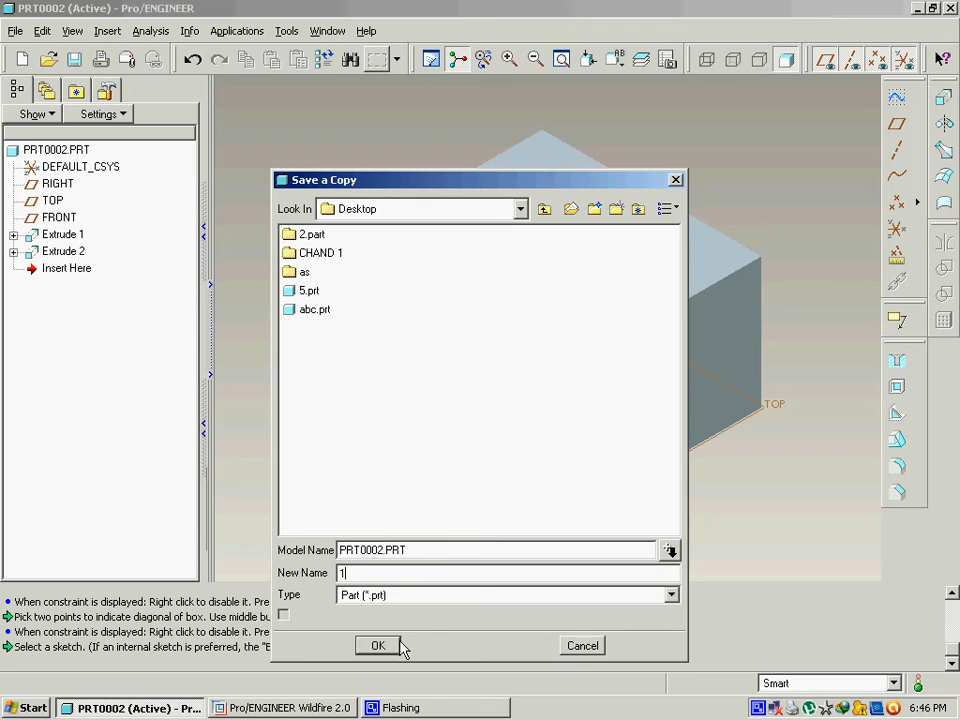 PRT0002 (Active) - Pro/ENGINEER
File Edit View Insert Analysis Info Applications Tools Window Help
Show Settings
PRT0002.PRT
DEFAULT_CSYS
RIGHT
TOP
FRONT
Extrude 1
Extrude 2
Insert Here
Save a Copy
Look In Desktop
2.part
CHAND 1
as
5.prt
abc.prt
TOP
Model Name PRT0002.PRT
New Name 1
Type Part (*.prt)
OK Cancel
When constraint is displayed: Right click to disable it. Pre
Pick two points to indicate diagonal of box. Use middle bu
When constraint is displayed: Right click to disable it. Pre
Select a sketch. (If an internal sketch is preferred, the "E
Smart
Start PRT0002 (Active) - Pr... Pro/ENGINEER Wildfire 2.0 Flashing 6:46 PM